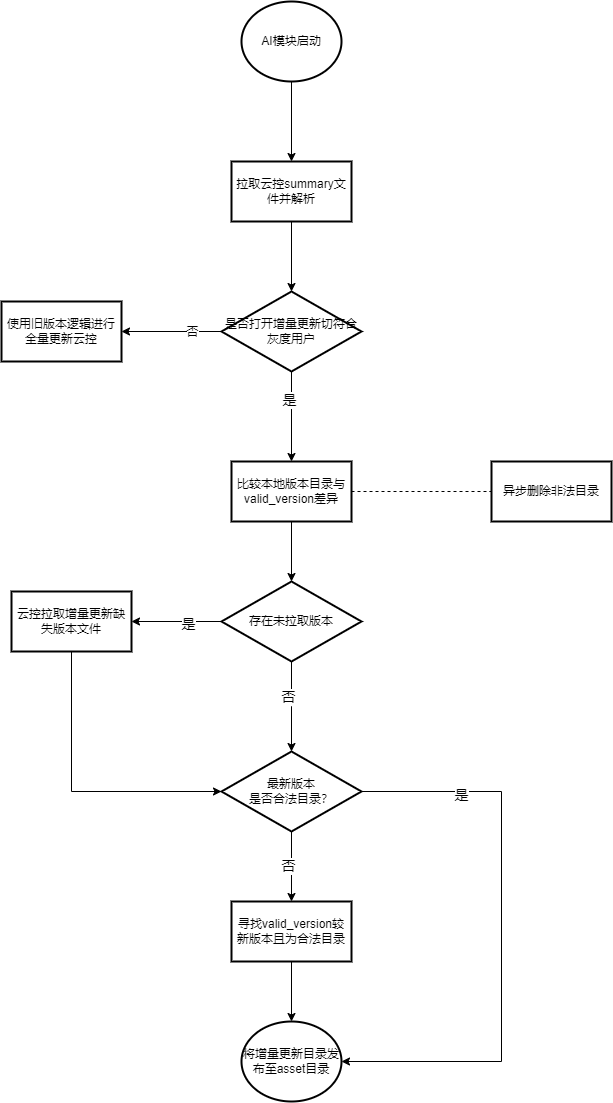 AI模块启动
拉取云控summary文
件并解析
是否打开增量更新切符合
灰度用户
否
使用旧版本逻辑进行
全量更新云控
是
比较本地版本目录与
valid_version差异
异步删除非法目录
存在未拉取版本
是
云控拉取增量更新缺
失版本文件
否
最新版本
是否合法目录?
是
否
寻找valid_version较
新版本且为合法目录
将增量更新目录发
布至asset目录